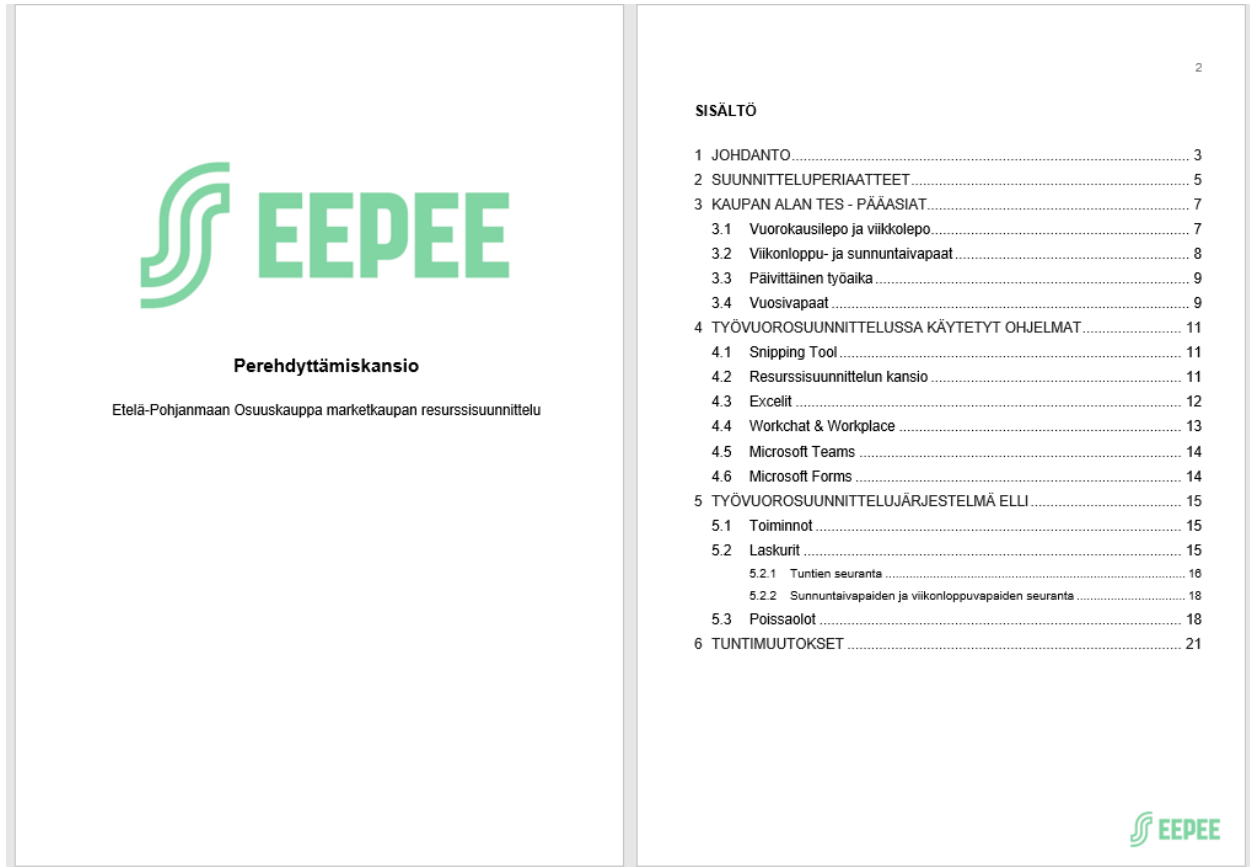 EEPEE
Perehdyttämiskansio
Etelä-Pohjanmaan Osuuskauppa marketkaupan resurssisuunnittelu
2
SISÄLTÖ
1 JOHDANTO 3
2 SUUNNITTELUPERIAATTEET 5
3 KAUPAN ALAN TES - PÄÄASIAT 7
3.1 Vuorokausilepo ja viikkolepo 7
3.2 Viikonloppu- ja sunnuntaivapaat 8
3.3 Päivittäinen työaika 9
3.4 Vuosivapaat 9
4 TYÖVUOROSUUNNITTELUSSA KÄYTETYT OHJELMAT 11
4.1 Snipping Tool 11
4.2 Resurssisuunnittelun kansio 11
4.3 Excelit 12
4.4 Workchat & Workplace 13
4.5 Microsoft Teams 14
4.6 Microsoft Forms 14
5 TYÖVUOROSUUNNITTELUJÄRJESTELMÄ ELLI 15
5.1 Toiminnot 15
5.2 Laskurit 15
5.2.1 Tuntien seuranta 16
5.2.2 Sunnuntaivapaiden ja viikonloppuvapaiden seuranta 18
5.3 Poissaolot 18
6 TUNTIMUUTOKSET 21
EEPEE